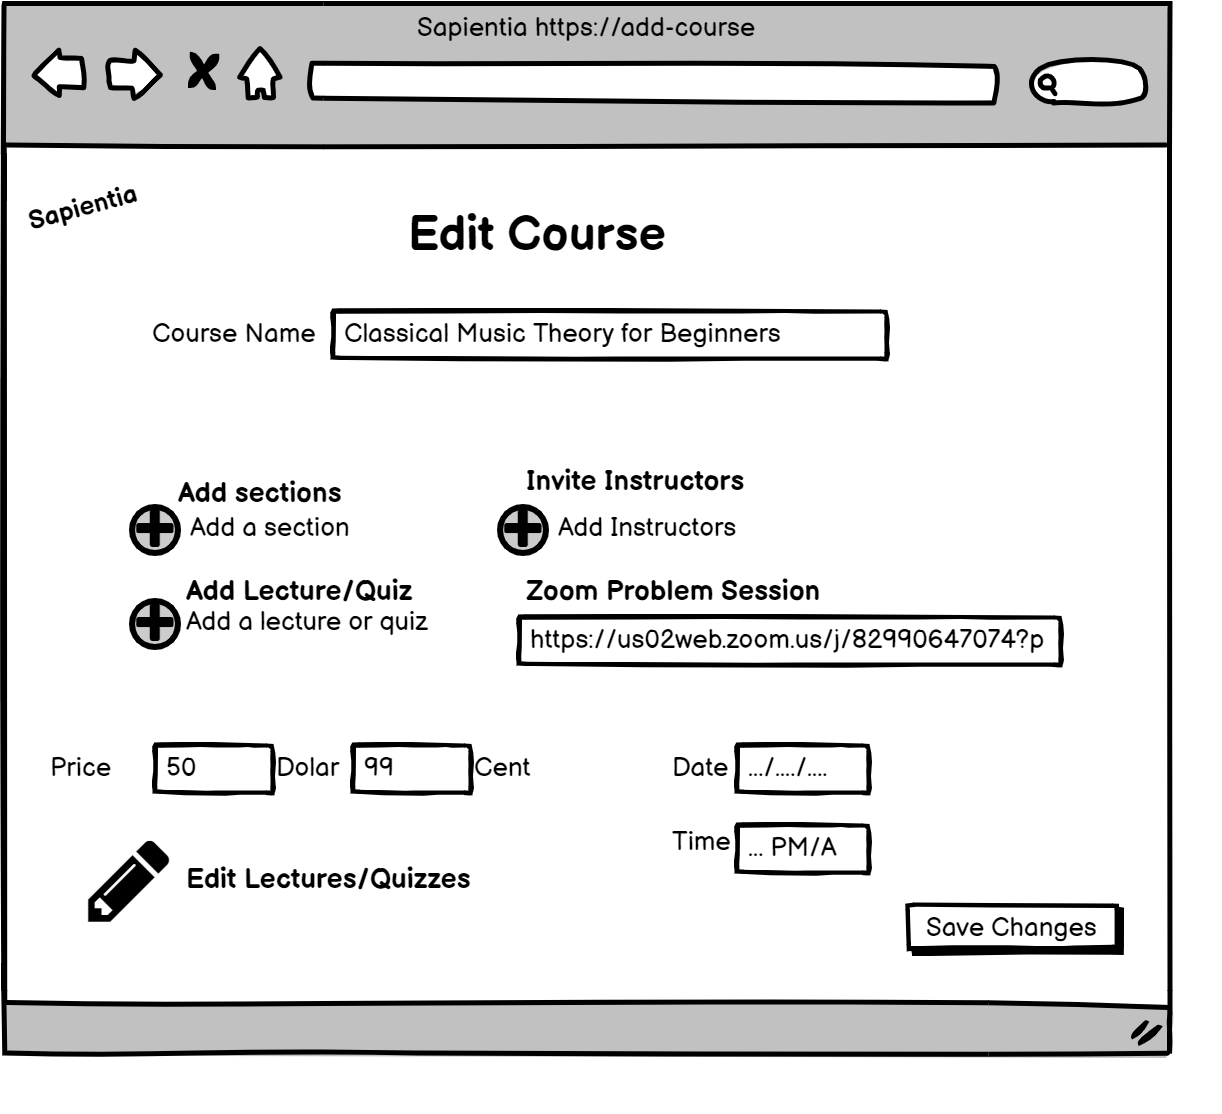 Sapientia https://add-course
Sapientia
Edit Course
Course Name
Classical Music Theory for Beginners
Add sections
Add a section
Invite Instructors
Add Instructors
Add Lecture/Quiz
Add a lecture or quiz
Zoom Problem Session
https://us02web.zoom.us/j/82990647074?p
Price 50 Dolar 99 Cent
Date .../..../....
Time ... PM/A
Edit Lectures/Quizzes
Save Changes